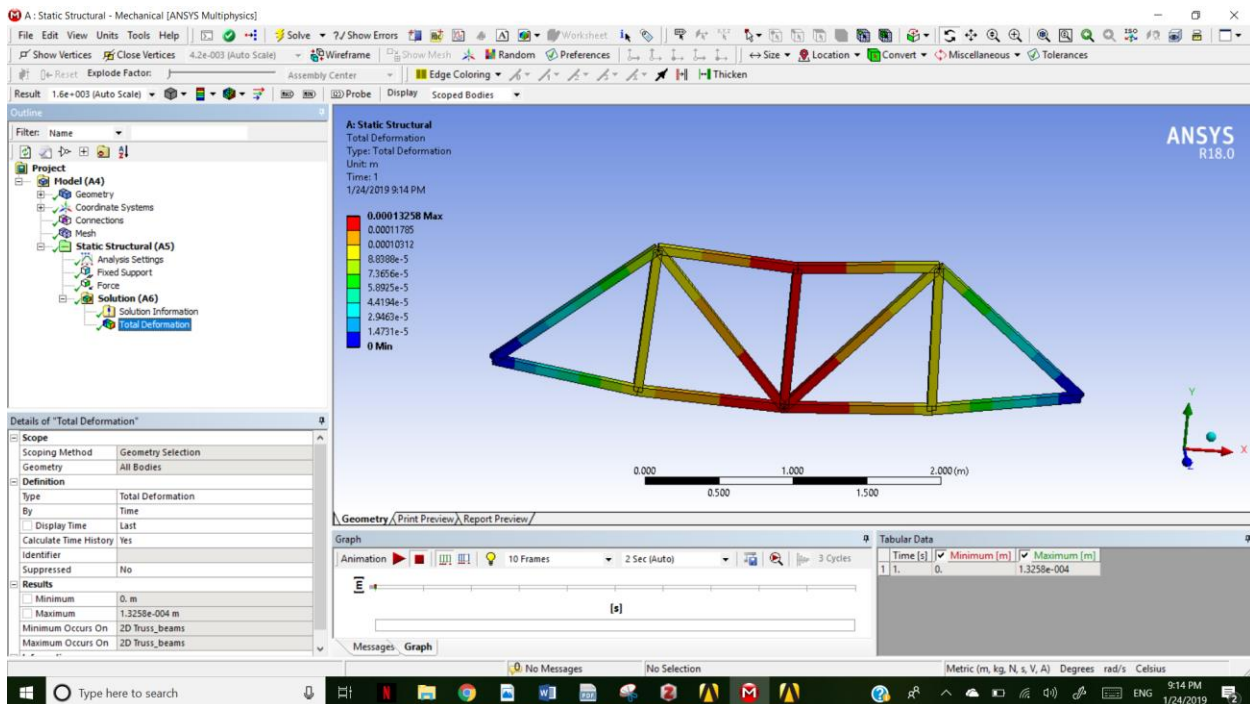 A : Static Structural - Mechanical [ANSYS Multiphysics]
File Edit View Units Tools Help Solve ?/ Show Errors Worksheet
Show Vertices Close Vertices 4.2e-003 (Auto Scale) Wireframe Show Mesh Random Preferences Size Location Convert Miscellaneous Tolerances
Reset Explode Factor: Assembly Center Edge Coloring Thicken
Result 1.6e+003 (Auto Scale) Probe Display Scoped Bodies
Outline
Filter: Name
Project
Model (A4)
Geometry
Coordinate Systems
Connections
Mesh
Static Structural (A5)
Analysis Settings
Fixed Support
Force
Solution (A6)
Solution Information
Total Deformation
A: Static Structural
Total Deformation
Type: Total Deformation
Unit: m
Time: 1
1/24/2019 9:14 PM
0.00013258 Max
0.00011785
0.00010312
8.8388e-5
7.3656e-5
5.8925e-5
4.4194e-5
2.9463e-5
1.4731e-5
0 Min
ANSYS
R18.0
Y
X
0.000 1.000 2.000 (m)
0.500 1.500
Geometry Print Preview Report Preview
Details of "Total Deformation"
Scope
Scoping Method Geometry Selection
Geometry All Bodies
Definition
Type Total Deformation
By Time
Display Time Last
Calculate Time History Yes
Identifier
Suppressed No
Results
Minimum 0. m
Maximum 1.3258e-004 m
Minimum Occurs On 2D Truss_beams
Maximum Occurs On 2D Truss_beams
Graph
Animation 10 Frames 2 Sec (Auto) 3 Cycles
[s]
Messages Graph
Tabular Data
Time [s] Minimum [m] Maximum [m]
1 1. 0. 1.3258e-004
No Messages No Selection Metric (m, kg, N, s, V, A) Degrees rad/s Celsius
Type here to search
ENG 9:14 PM
1/24/2019